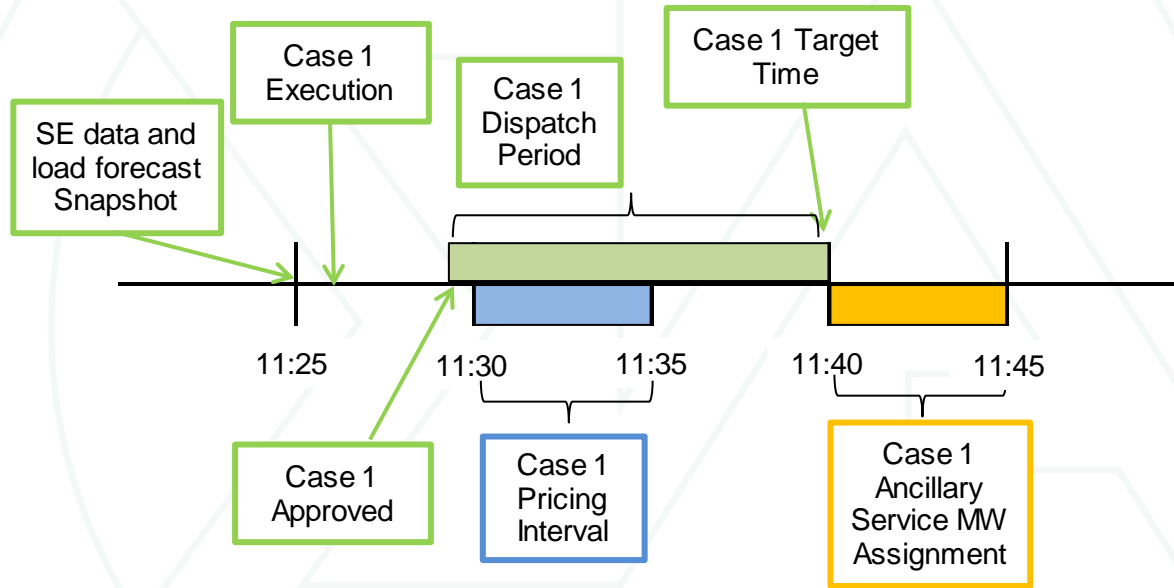 Case 1
Execution
Case 1 Target
Time
Case 1
Dispatch
Period
SE data and
load forecast
Snapshot
11:25
11:30
11:35
11:40
11:45
Case 1
Approved
Case 1
Pricing
Interval
Case 1
Ancillary
Service MW
Assignment